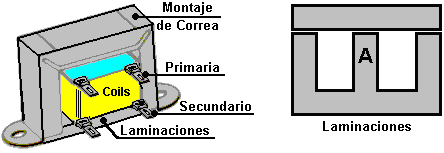 Montaje
de Correa
Primaria
Coils
Secundario
Laminaciones
A
Laminaciones